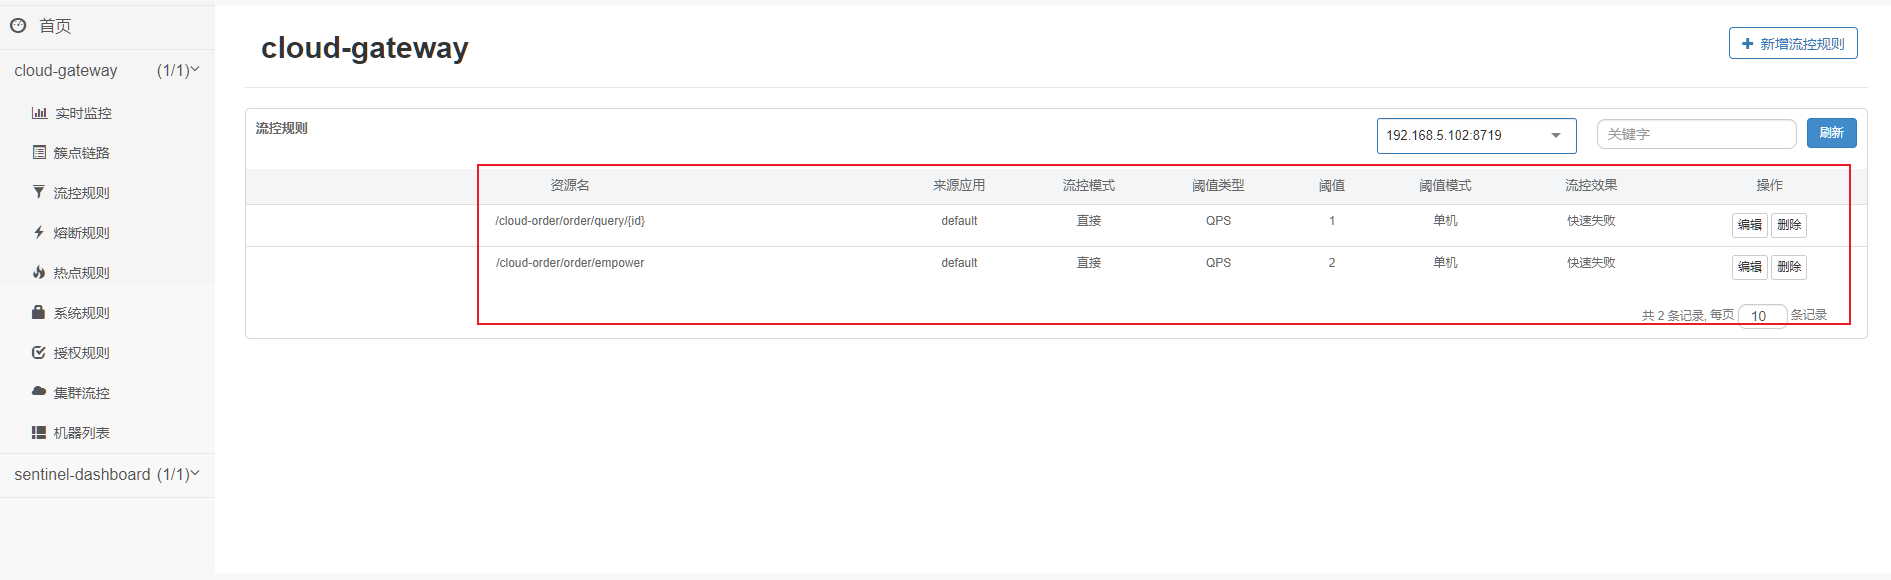 首页
cloud-gateway (1/1)
实时监控
簇点链路
流控规则
熔断规则
热点规则
系统规则
授权规则
集群流控
机器列表
sentinel-dashboard (1/1)
cloud-gateway
新增流控规则
流控规则
192.168.5.102:8719 关键字 刷新
资源名 来源应用 流控模式 阈值类型 阈值 阈值模式 流控效果 操作
/cloud-order/order/query/{id} default 直接 QPS 1 单机 快速失败 编辑 删除
/cloud-order/order/empower default 直接 QPS 2 单机 快速失败 编辑 删除
共 2 条记录, 每页 10 条记录